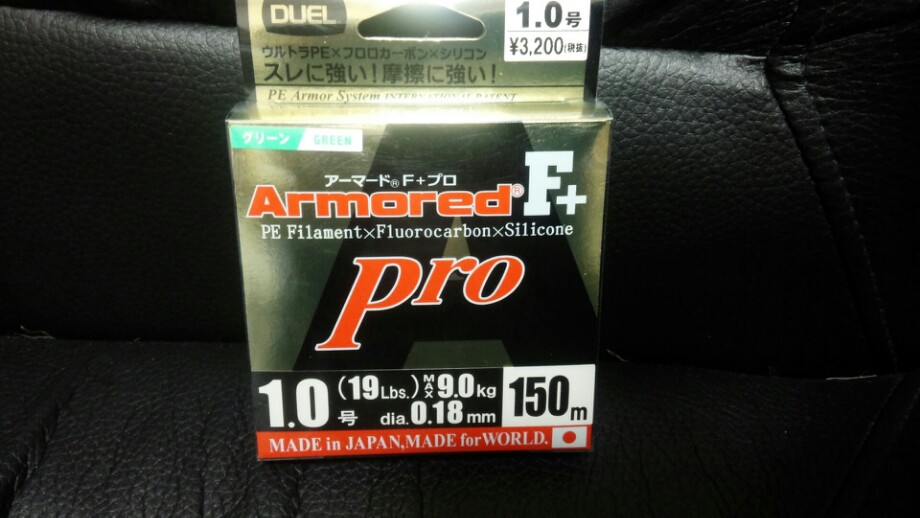 DUEL
1.0号
¥3,200(税抜)
ウルトラPE×フロロカーボン×シリコン
スレに強い!摩擦に強い!
PE Armor System INTERNATIONAL PATENT
グリーン/GREEN
アーマード®F+プロ
Armored® F+
PE Filament×Fluorocarbon×Silicone
Pro
1.0号 (19Lbs.) MAX 9.0kg
dia.0.18mm
150m
MADE in JAPAN,MADE for WORLD.